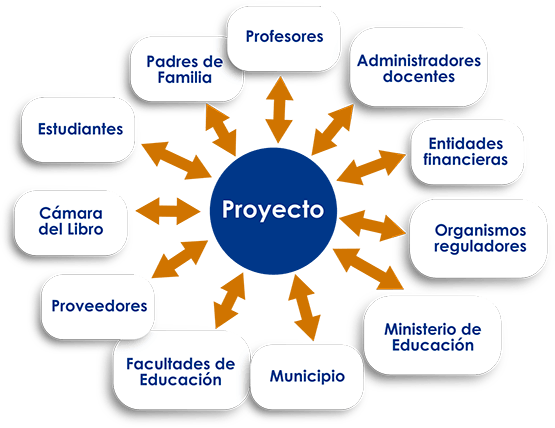 Profesores
Administradores
docentes
Entidades
financieras
Organismos
reguladores
Ministerio de
Educación
Municipio
Facultades de
Educación
Proveedores
Cámara
del Libro
Estudiantes
Padres de
Familia
Proyecto